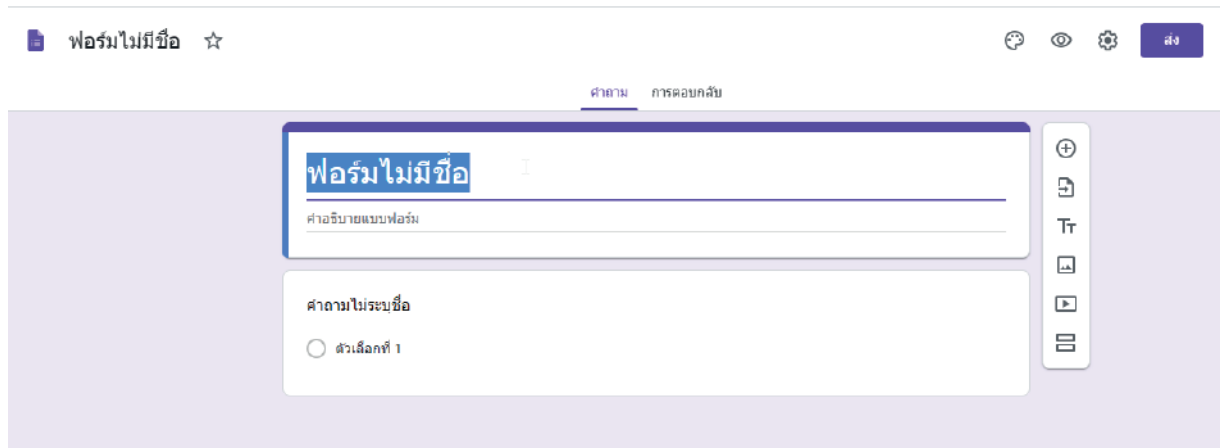 ฟอร์มไม่มีชื่อ
ส่ง
คำถาม การตอบกลับ
ฟอร์มไม่มีชื่อ
คำอธิบายแบบฟอร์ม
คำถามไม่ระบุชื่อ
ตัวเลือกที่ 1